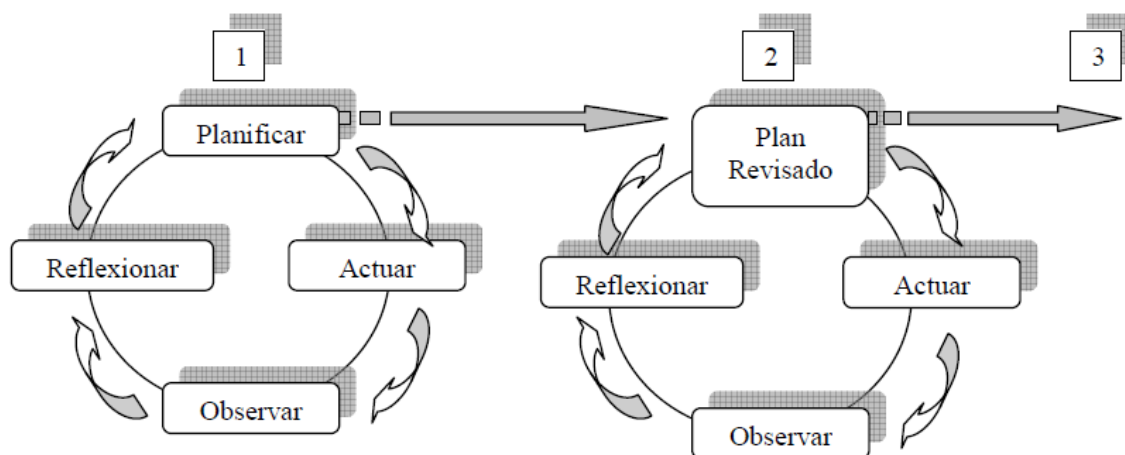 1
2
3
Planificar
Plan
Revisado
Reflexionar
Actuar
Reflexionar
Actuar
Observar
Observar